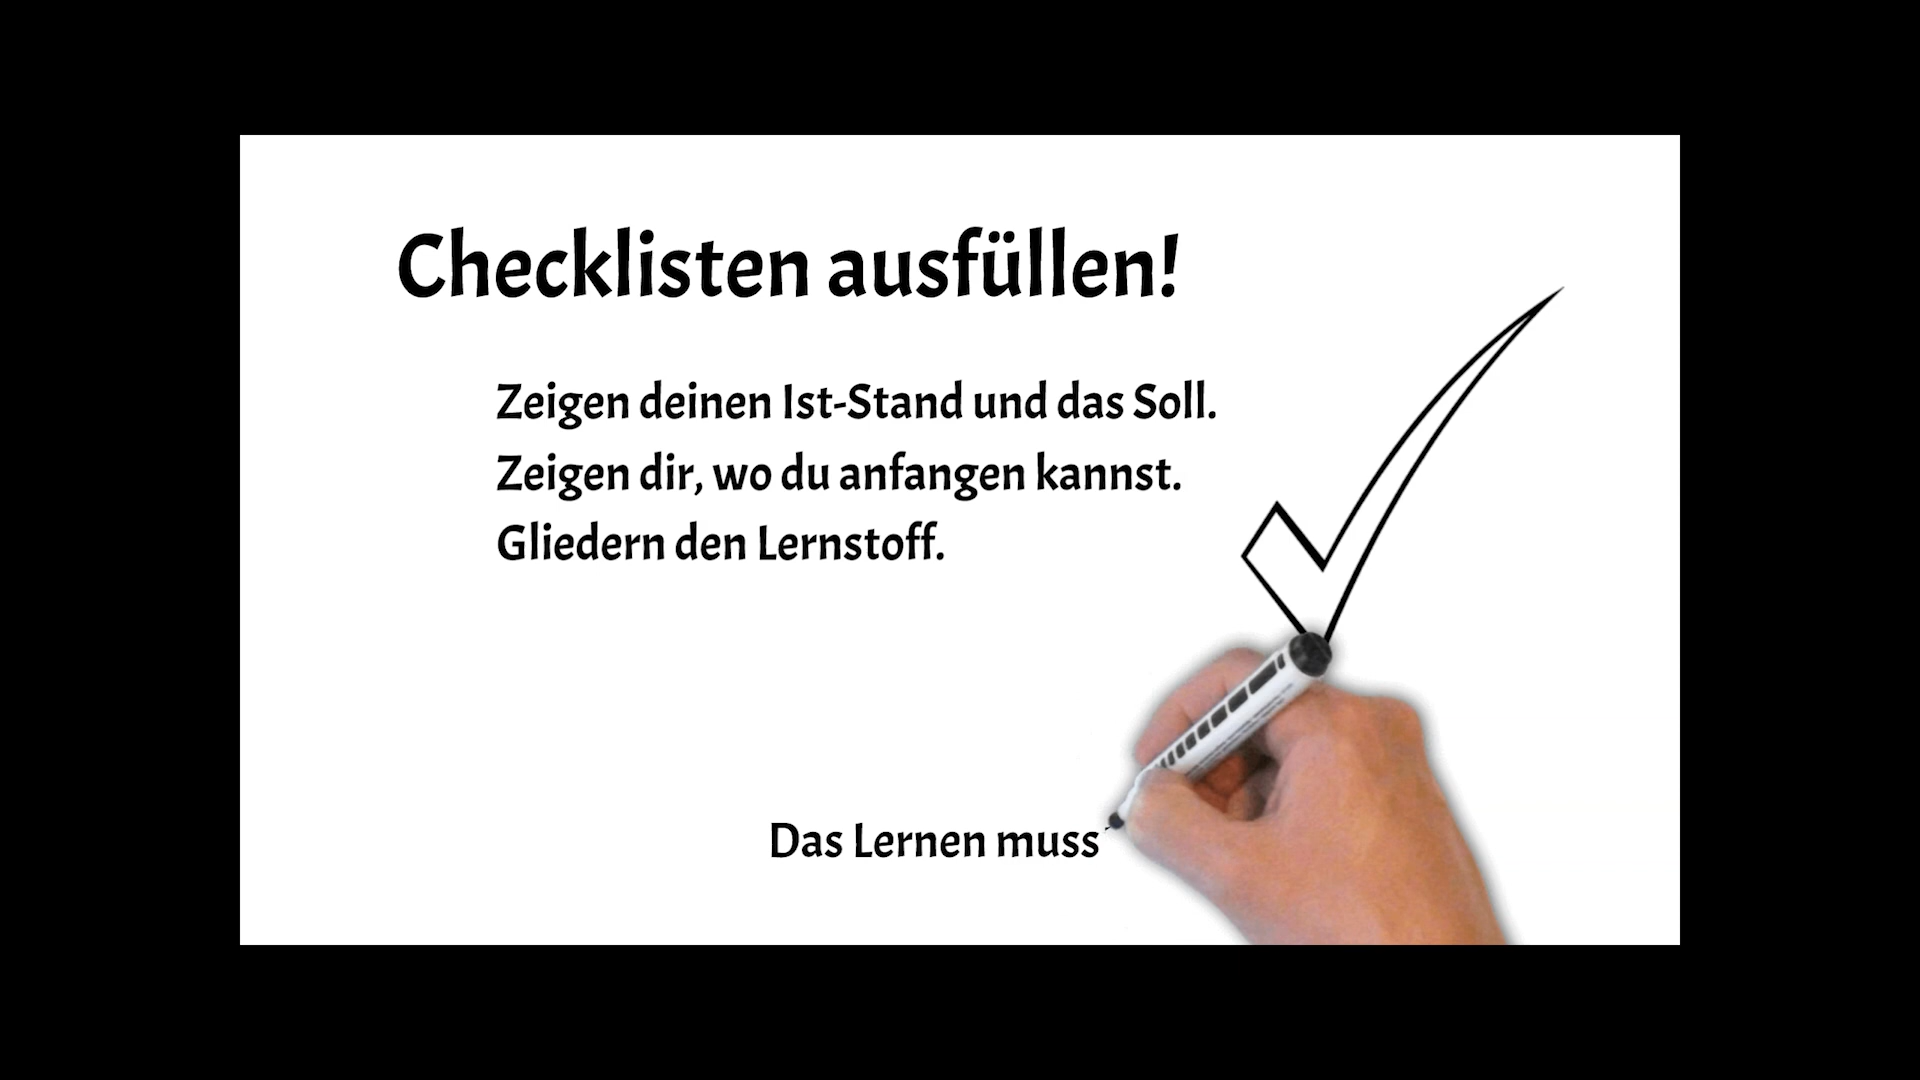 Checklisten ausfüllen!
Zeigen deinen Ist-Stand und das Soll.
Zeigen dir, wo du anfangen kannst.
Gliedern den Lernstoff.
Das Lernen muss